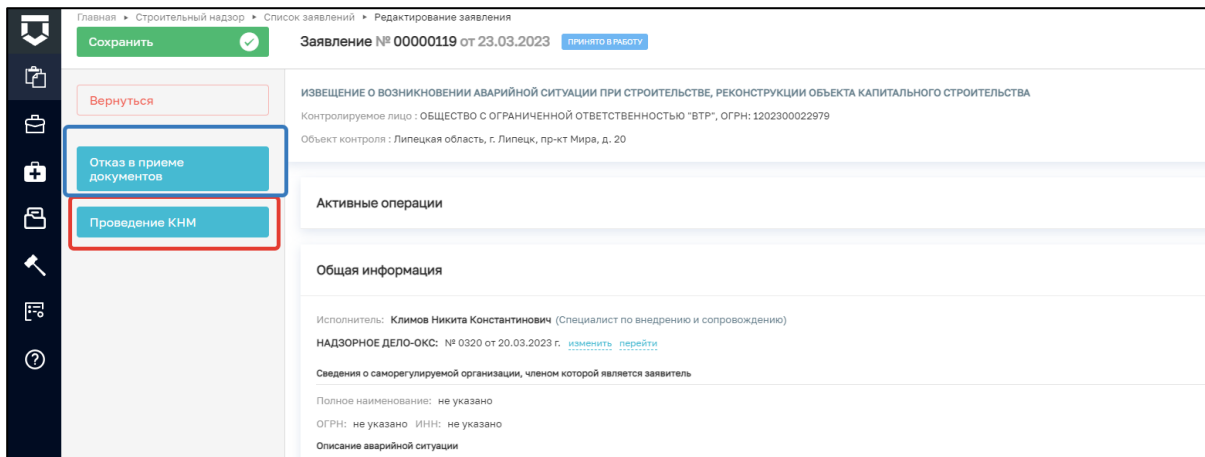 Главная ▸ Строительный надзор ▸ Список заявлений ▸ Редактирование заявления
Сохранить
Заявление № 00000119 от 23.03.2023 ПРИНЯТО В РАБОТУ
Вернуться
ИЗВЕЩЕНИЕ О ВОЗНИКНОВЕНИИ АВАРИЙНОЙ СИТУАЦИИ ПРИ СТРОИТЕЛЬСТВЕ, РЕКОНСТРУКЦИИ ОБЪЕКТА КАПИТАЛЬНОГО СТРОИТЕЛЬСТВА
Контролируемое лицо : ОБЩЕСТВО С ОГРАНИЧЕННОЙ ОТВЕТСТВЕННОСТЬЮ "ВТР", ОГРН: 1202300022979
Объект контроля : Липецкая область, г. Липецк, пр-кт Мира, д. 20
Отказ в приеме
документов
Проведение КНМ
Активные операции
Общая информация
Исполнитель: Климов Никита Константинович (Специалист по внедрению и сопровождению)
НАДЗОРНОЕ ДЕЛО-ОКС: № 0320 от 20.03.2023 г. изменить перейти
Сведения о саморегулируемой организации, членом которой является заявитель
Полное наименование: не указано
ОГРН: не указано ИНН: не указано
Описание аварийной ситуации